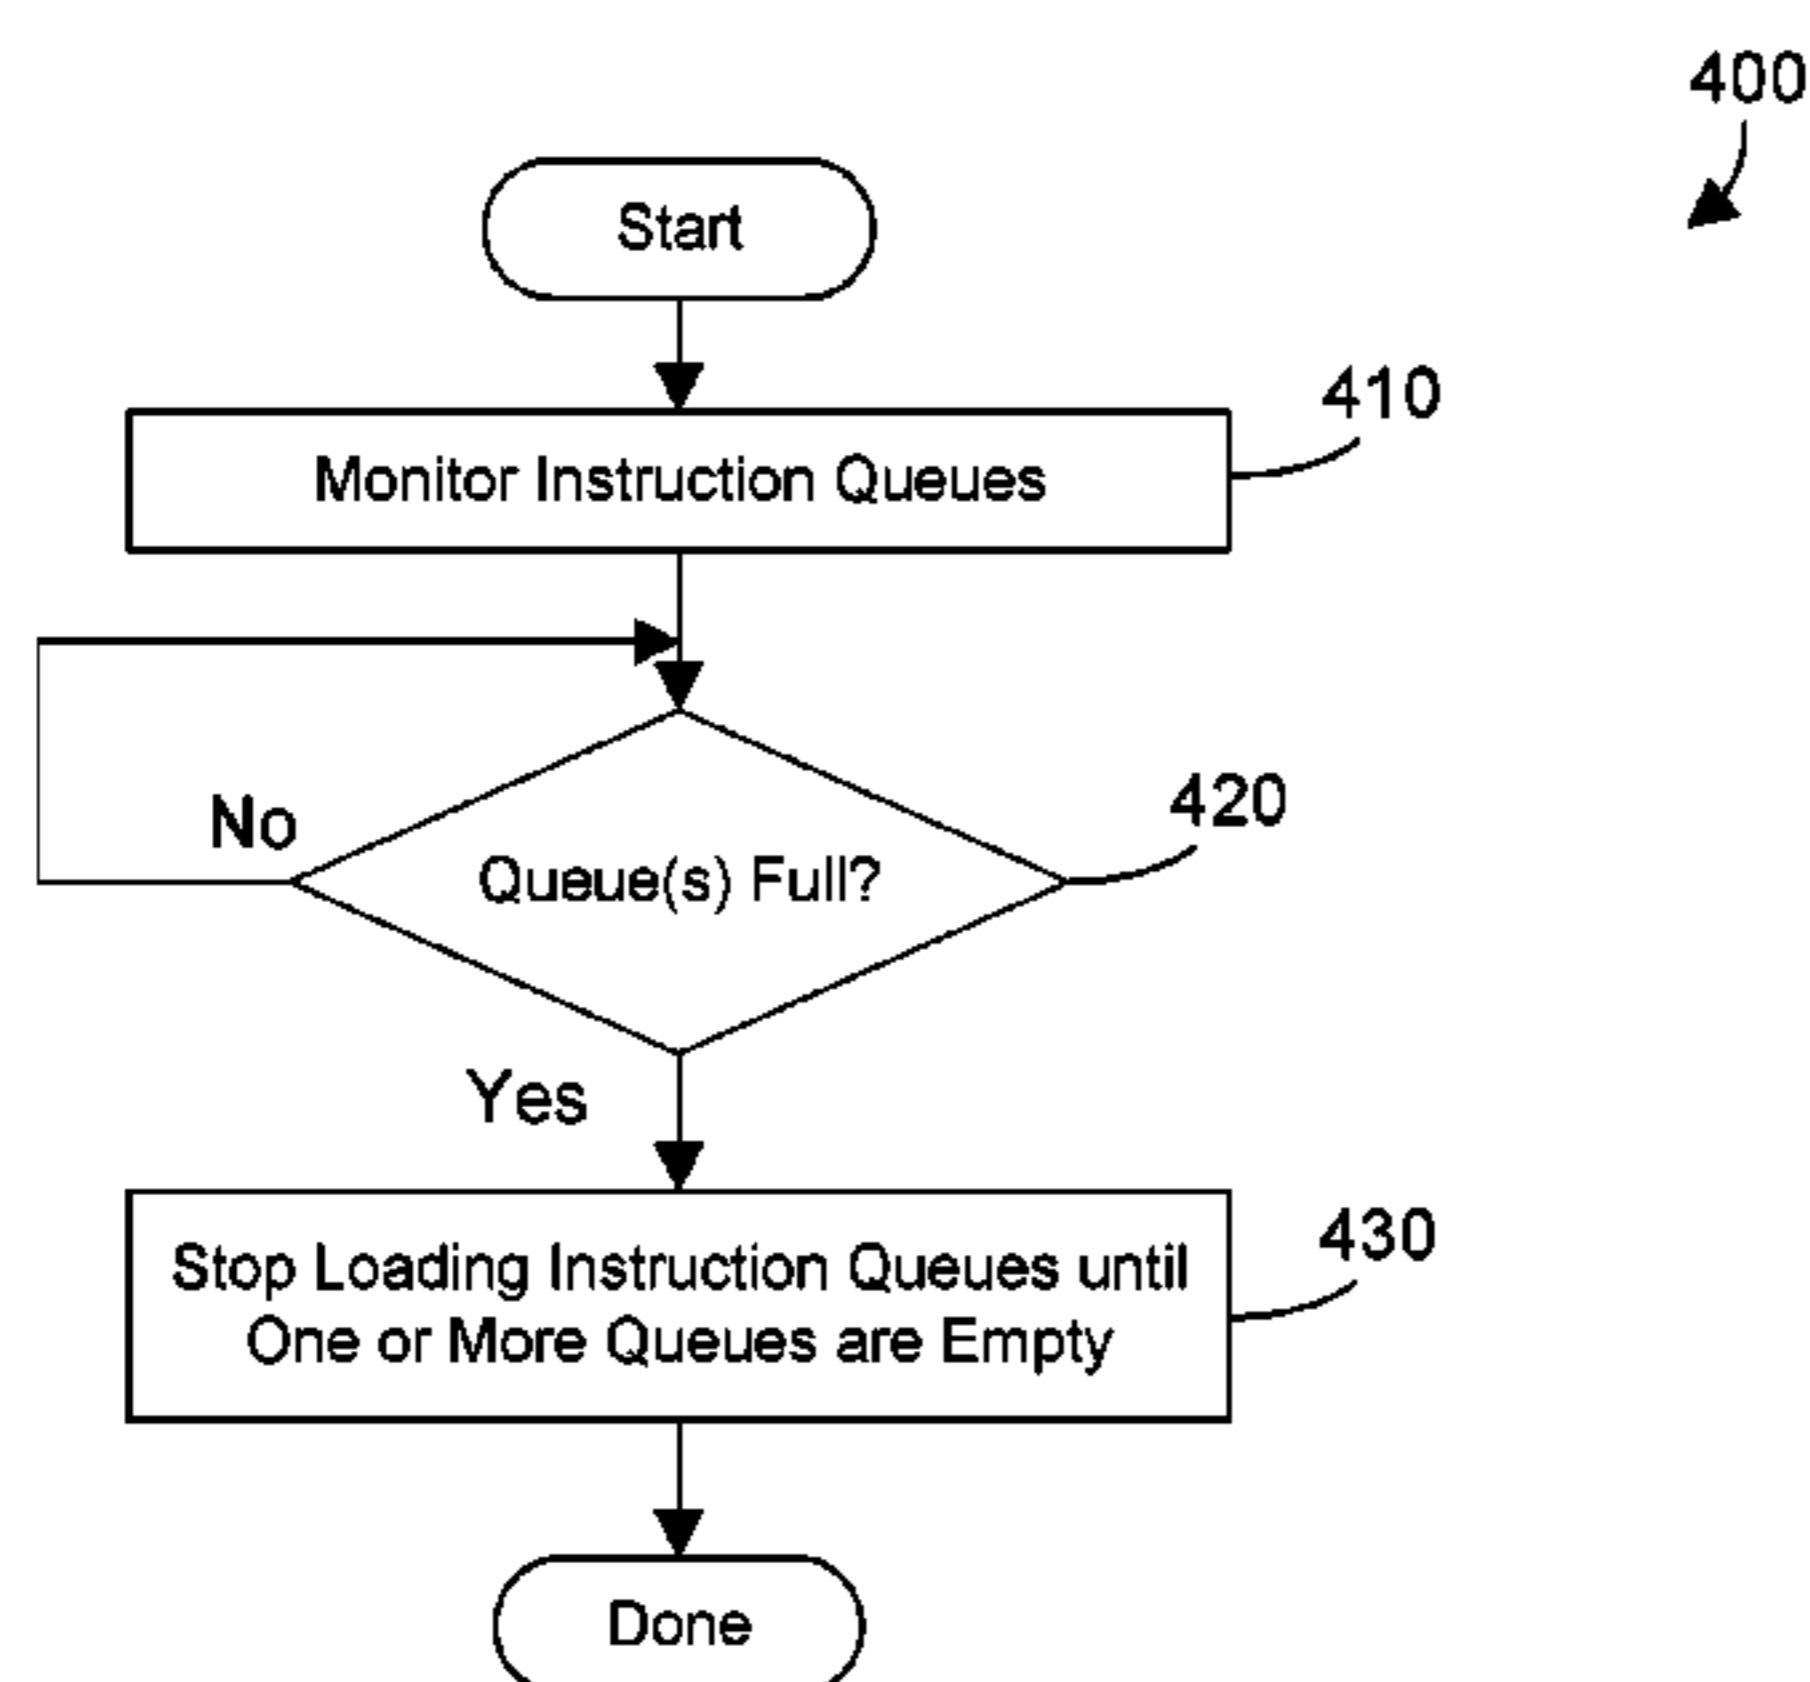 400
Start
410
Monitor Instruction Queues
No
420
Queue(s) Full?
Yes
430
Stop Loading Instruction Queues until
One or More Queues are Empty
Done